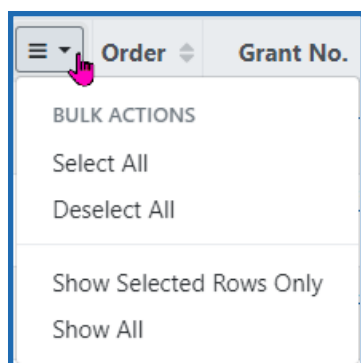 Order Grant No.
BULK ACTIONS
Select All
Deselect All
Show Selected Rows Only
Show All